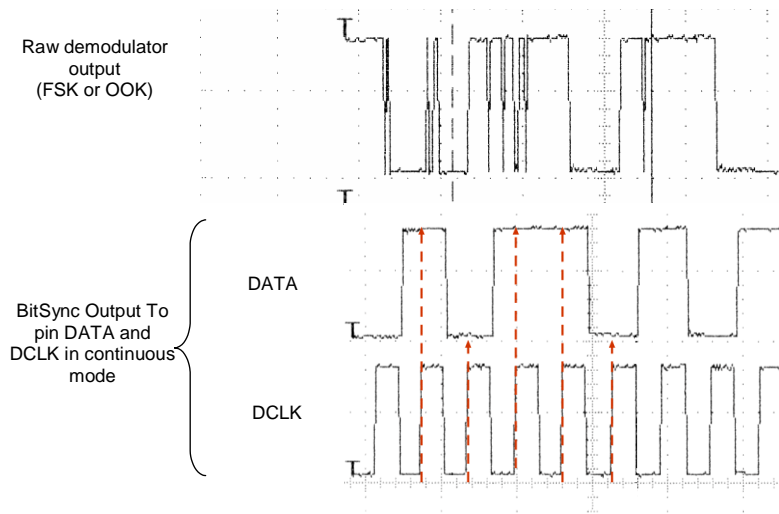 Raw demodulator
output
(FSK or OOK)
DATA
BitSync Output To
pin DATA and
DCLK in continuous
mode
DCLK